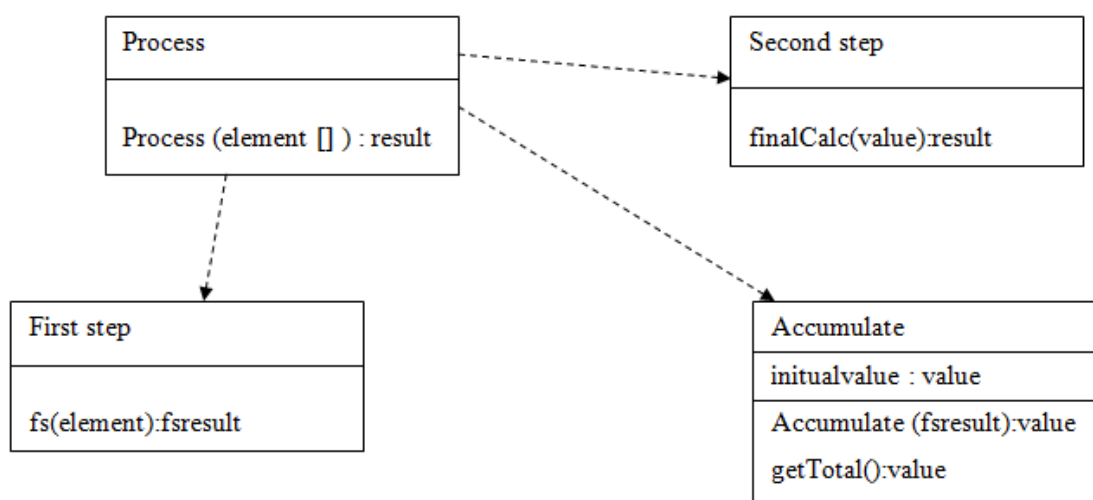 Process
Process (element [] ) : result
Second step
finalCalc(value):result
First step
fs(element):fsresult
Accumulate
initualvalue : value
Accumulate (fsresult):value
getTotal():value